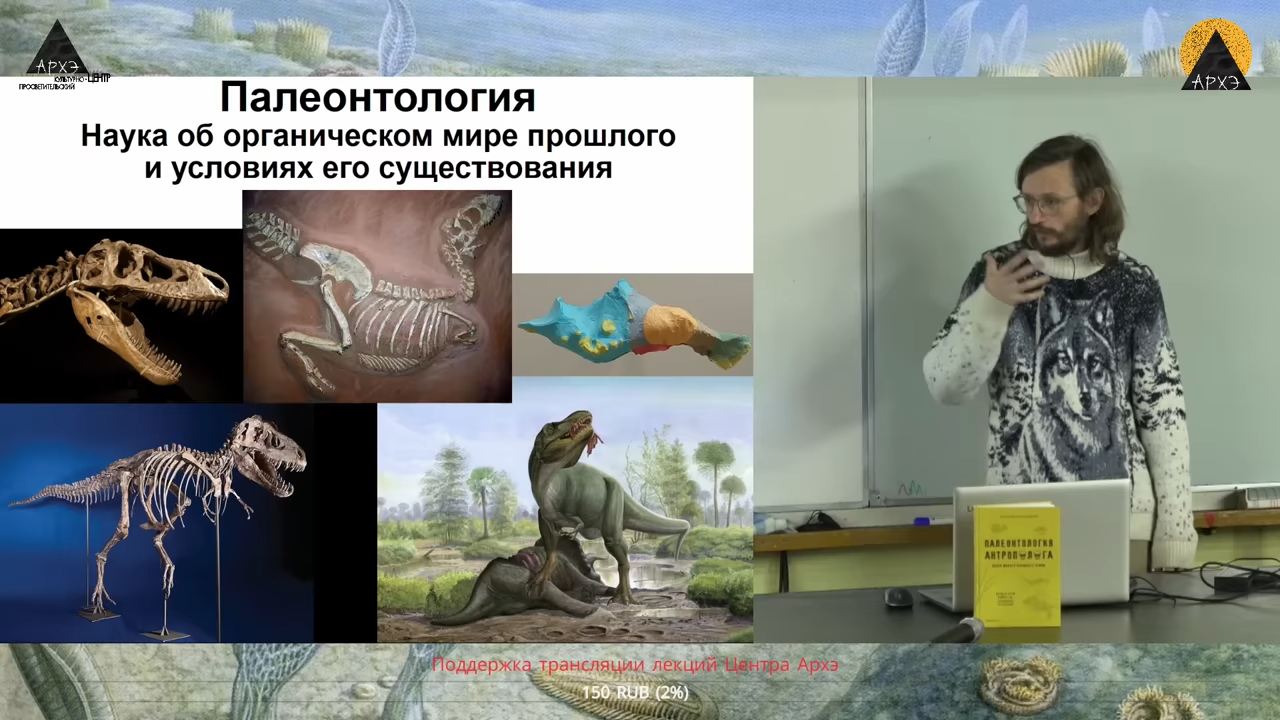 АРХЭ
КУЛЬТУРНО-ЦЕНТР
ПРОСВЕТИТЕЛЬСКИЙ
АРХЭ
Палеонтология
Наука об органическом мире прошлого
и условиях его существования
ПАЛЕОНТОЛОГИЯ
АНТРОПОЛОГА
Поддержка трансляции лекций Центра Архэ
150 RUB (2%)